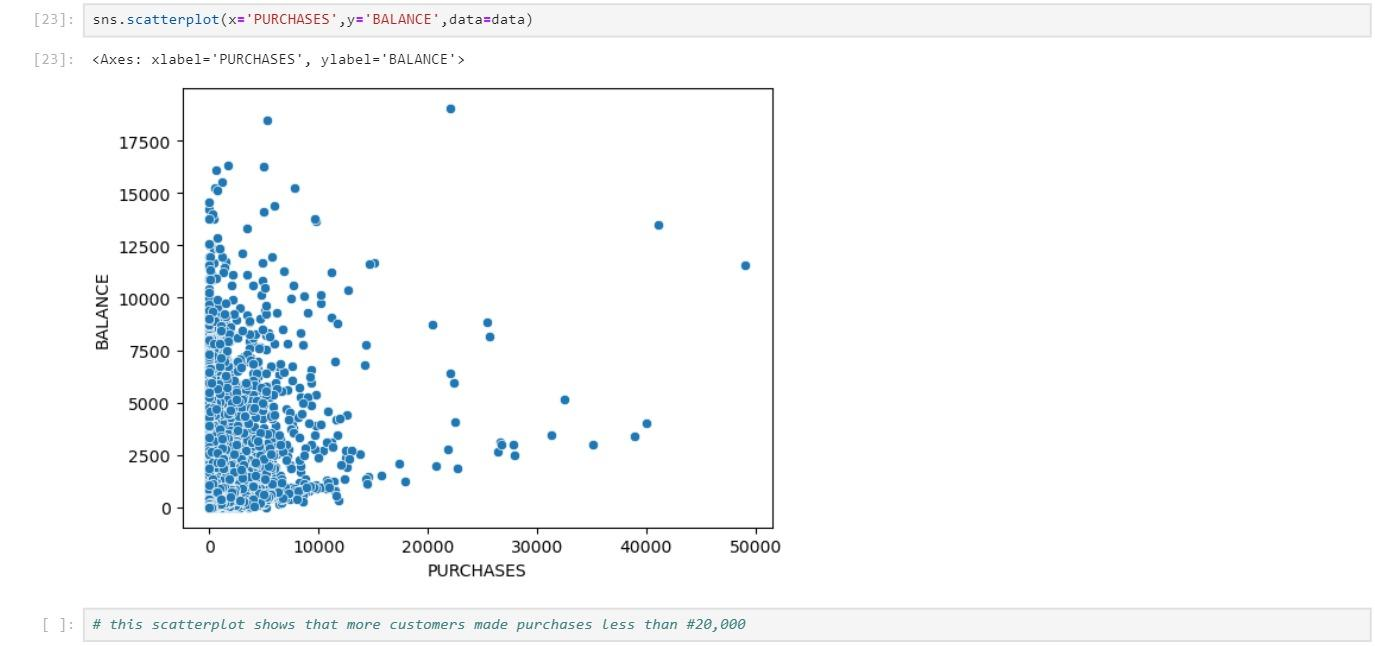 [23]: sns.scatterplot(x='PURCHASES',y='BALANCE',data=data)
[23]: <Axes: xlabel='PURCHASES', ylabel='BALANCE'>
17500
15000
12500
10000
7500
5000
2500
0
BALANCE
0 10000 20000 30000 40000 50000
PURCHASES
[ ]: # this scatterplot shows that more customers made purchases less than #20,000